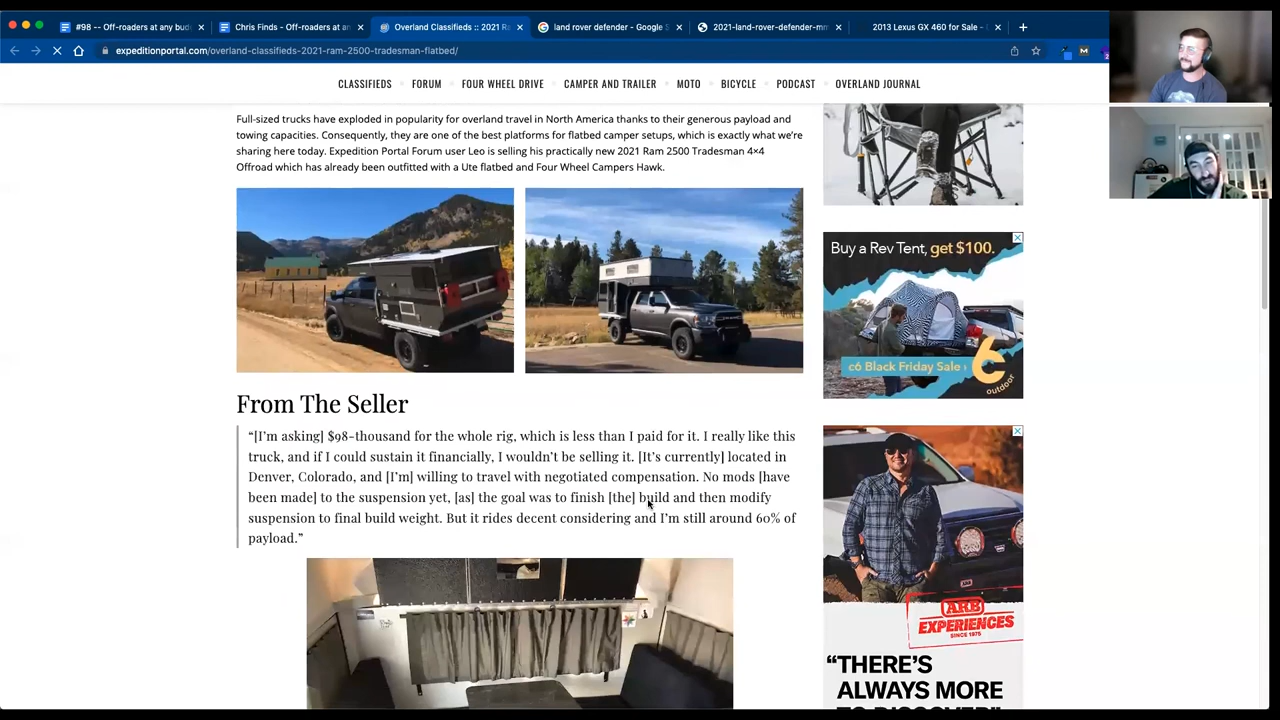 #98 -- Off-roaders at any bud
Chris Finds - Off-roaders at an
Overland Classifieds :: 2021 R
land rover defender - Google S
2021-land-rover-defender-mm
2013 Lexus GX 460 for Sale -
expeditionportal.com/overland-classifieds-2021-ram-2500-tradesman-flatbed/
CLASSIFIEDS FORUM FOUR WHEEL DRIVE CAMPER AND TRAILER MOTO BICYCLE PODCAST OVERLAND JOURNAL
Full-sized trucks have exploded in popularity for overland travel in North America thanks to their generous payload and
towing capacities. Consequently, they are one of the best platforms for flatbed camper setups, which is exactly what we're
sharing here today. Expedition Portal Forum user Leo is selling his practically new 2021 Ram 2500 Tradesman 4×4
Offroad which has already been outfitted with a Ute flatbed and Four Wheel Campers Hawk.
From The Seller
“[I’m asking] $98-thousand for the whole rig, which is less than I paid for it. I really like this
truck, and if I could sustain it financially, I wouldn’t be selling it. [It’s currently] located in
Denver, Colorado, and [I’m] willing to travel with negotiated compensation. No mods [have
been made] to the suspension yet, [as] the goal was to finish [the] build and then modify
suspension to final build weight. But it rides decent considering and I’m still around 60% of
payload.”
Buy a Rev Tent, get $100.
c6 Black Friday Sale
c6
outdoor
ARB
EXPERIENCES
SINCE 1975
“THERE’S
ALWAYS MORE